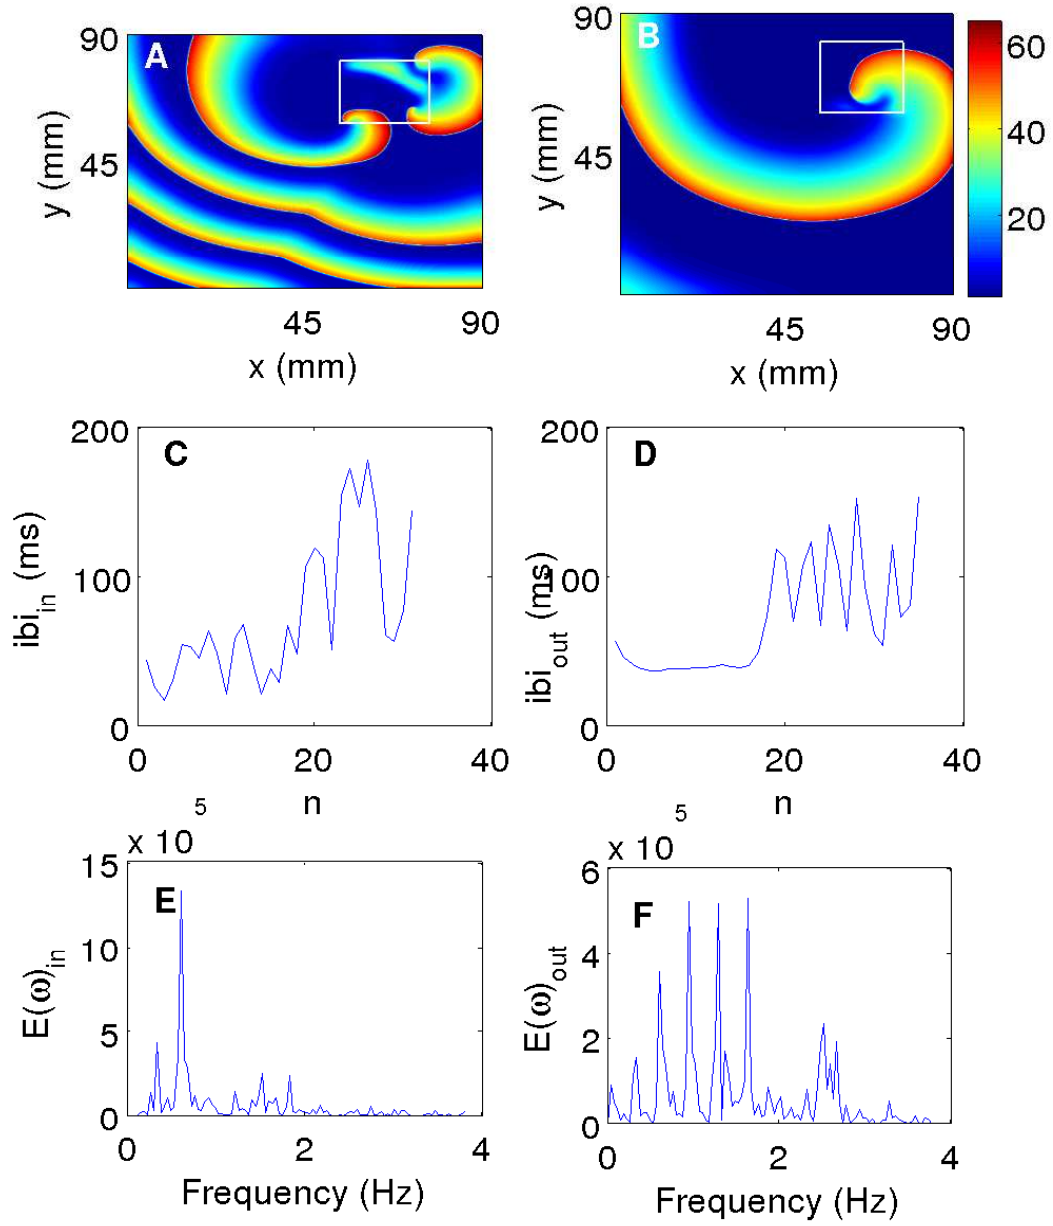 A
90
45
y (mm)
45
90
x (mm)
B
90
45
y (mm)
45
90
x (mm)
60
40
20
C
200
100
0
ibi_in (ms)
0
20
40
n
D
200
100
0
ibi_out (ms)
0
20
40
n
x 10^5
E
15
10
5
0
E(ω)_in
0
2
4
Frequency (Hz)
x 10^5
F
6
4
2
0
E(ω)_out
0
2
4
Frequency (Hz)